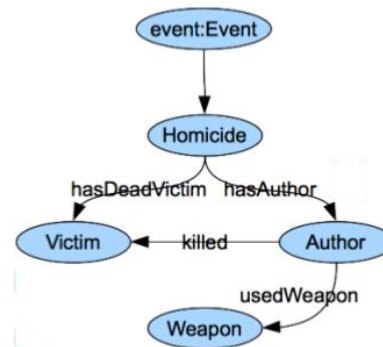 event:Event
Homicide
hasDeadVictim hasAuthor
Victim killed Author
usedWeapon
Weapon